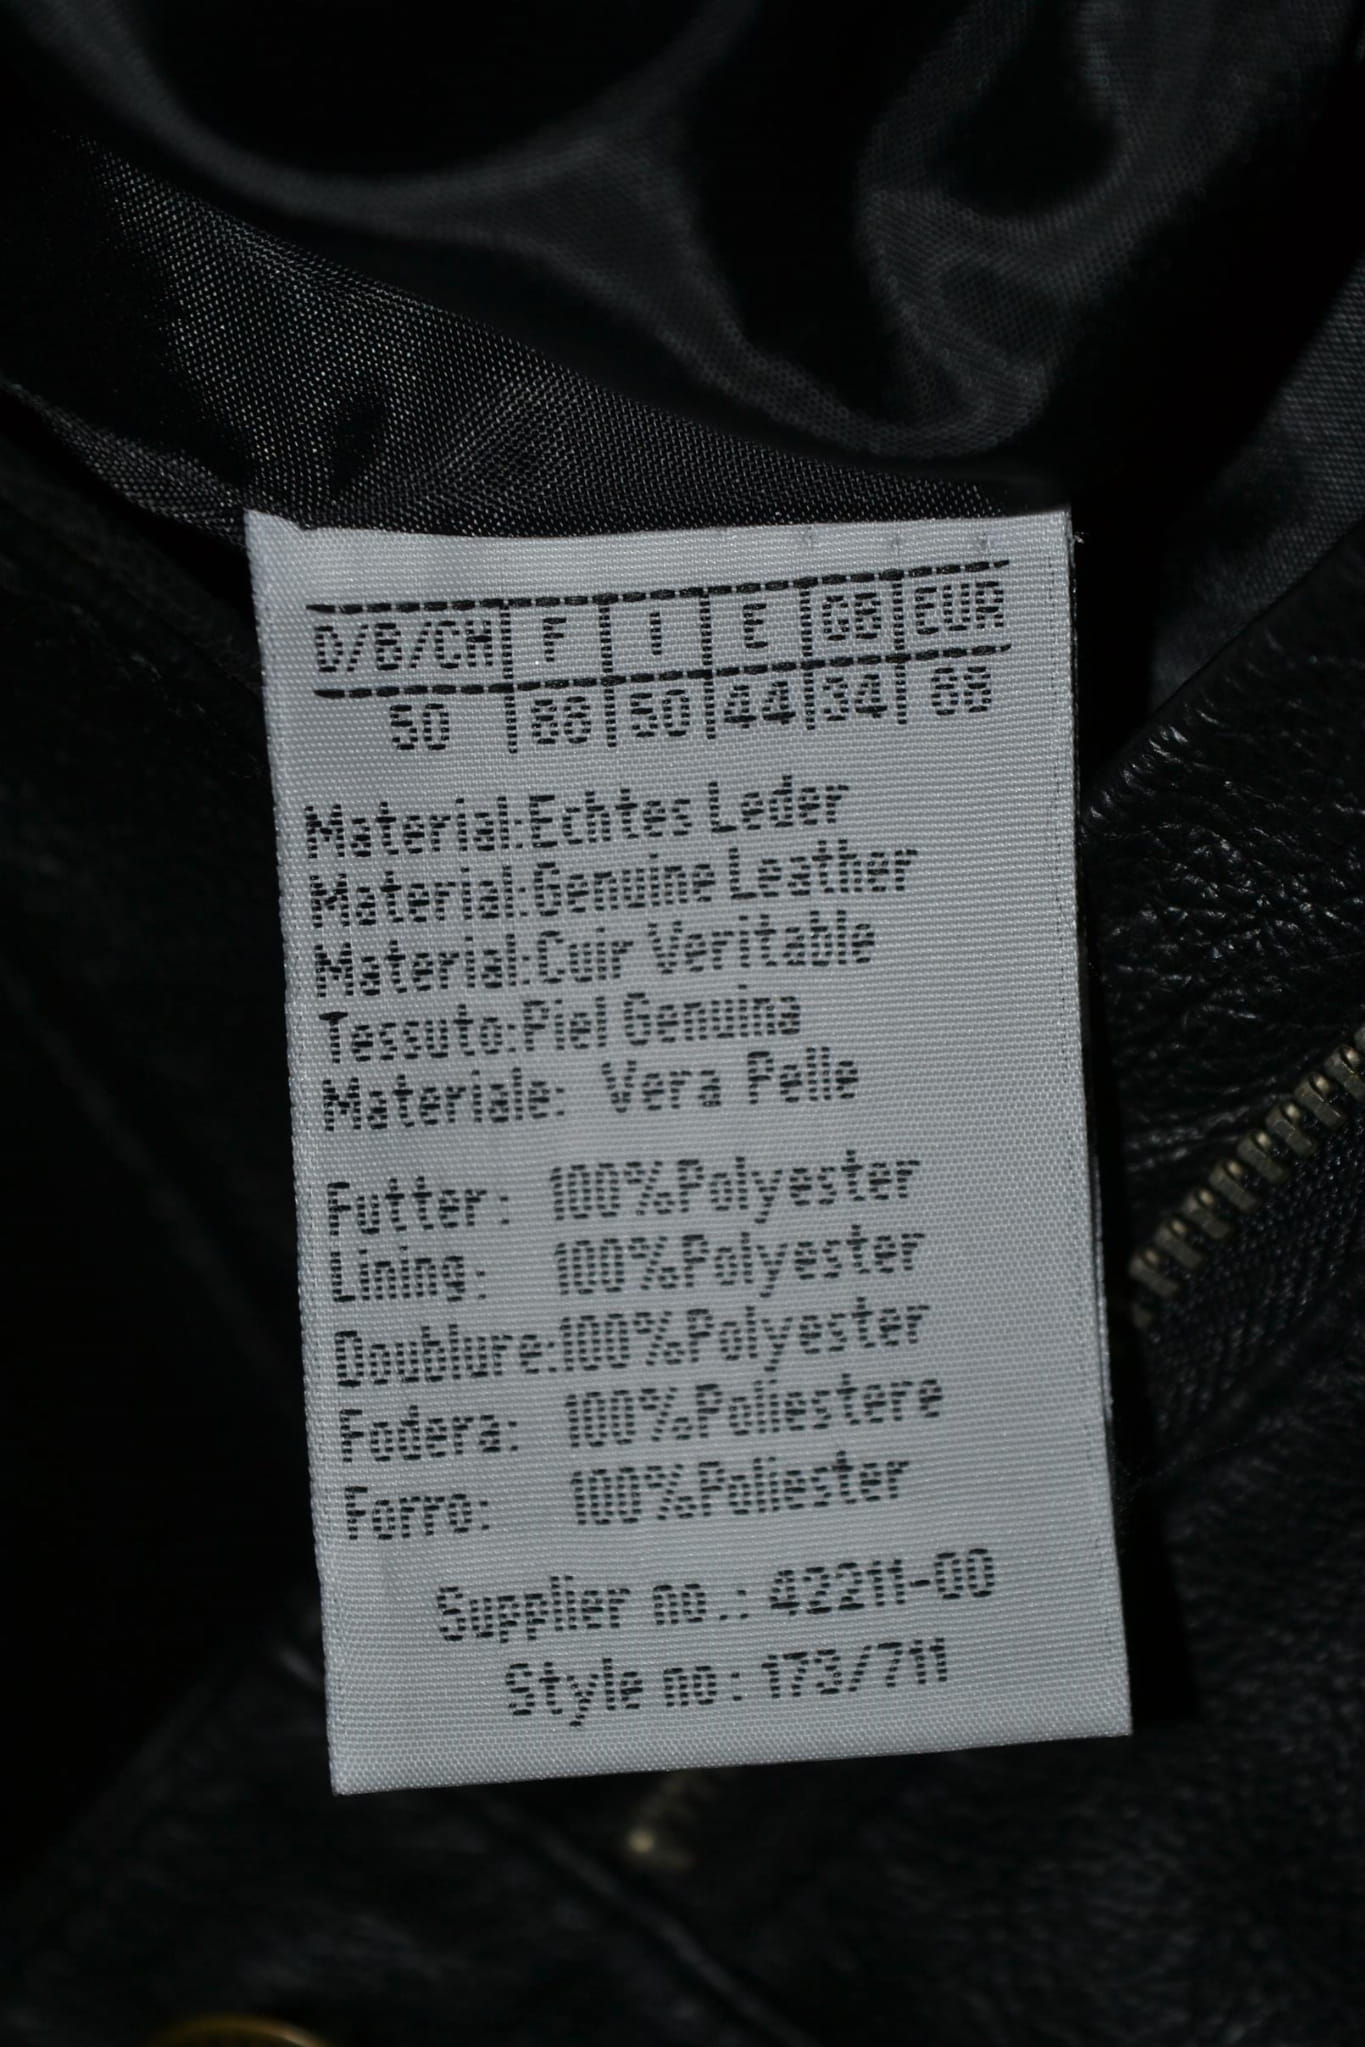 D/B/CH F I E GB EUR
50 88 50 44 34 88
Material:Echtes Leder
Material:Genuine Leather
Material:Cuir Veritable
Tessuto:Piel Genuina
Materiale: Vera Pelle
Futter: 100%Polyester
Lining: 100%Polyester
Doublure:100%Polyester
Fodera: 100%Poliestere
Forro: 100%Poliester
Supplier no.: 42211-00
Style no: 173/711